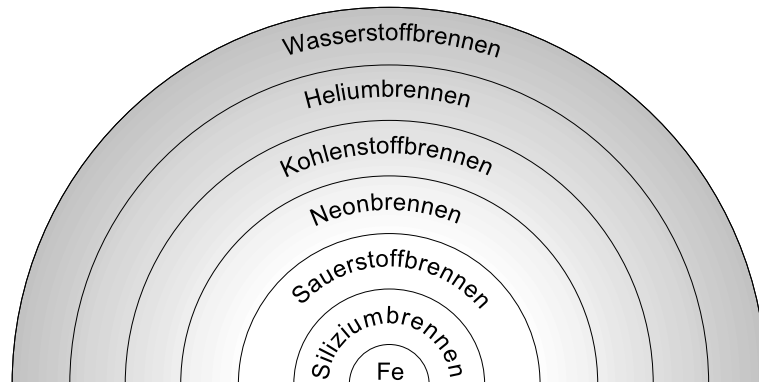 Wasserstoffbrennen
Heliumbrennen
Kohlenstoffbrennen
Neonbrennen
Sauerstoffbrennen
Siliziumbrennen
Fe